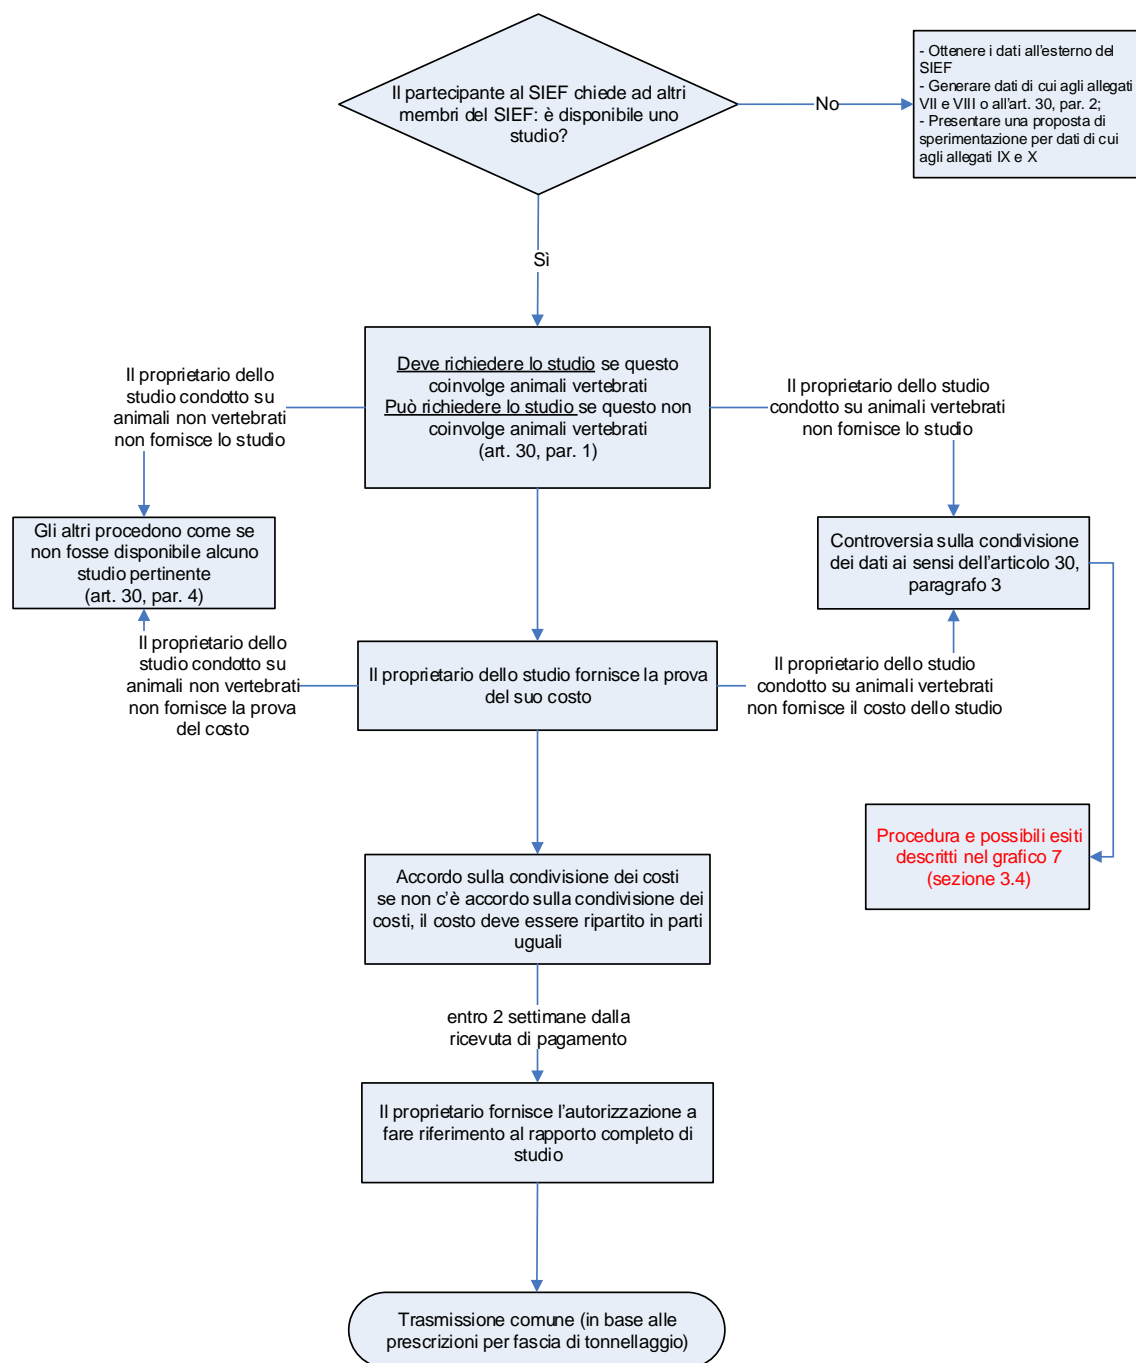 Il partecipante al SIEF chiede ad altri
membri del SIEF: è disponibile uno
studio?
No
- Ottenere i dati all'esterno del
SIEF
- Generare dati di cui agli allegati
VII e VIII o all'art. 30, par. 2;
- Presentare una proposta di
sperimentazione per dati di cui
agli allegati IX e X
Sì
Deve richiedere lo studio se questo
coinvolge animali vertebrati
Può richiedere lo studio se questo non
coinvolge animali vertebrati
(art. 30, par. 1)
Il proprietario dello
studio condotto su
animali non vertebrati
non fornisce lo studio
Il proprietario dello studio
condotto su animali vertebrati
non fornisce lo studio
Gli altri procedono come se
non fosse disponibile alcuno
studio pertinente
(art. 30, par. 4)
Controversia sulla condivisione
dei dati ai sensi dell'articolo 30,
paragrafo 3
Il proprietario dello
studio condotto su
animali non vertebrati
non fornisce la prova
del costo
Il proprietario dello studio fornisce la prova
del suo costo
Il proprietario dello studio
condotto su animali vertebrati
non fornisce il costo dello studio
Procedura e possibili esiti
descritti nel grafico 7
(sezione 3.4)
Accordo sulla condivisione dei costi
se non c'è accordo sulla condivisione dei
costi, il costo deve essere ripartito in parti
uguali
entro 2 settimane dalla
ricevuta di pagamento
Il proprietario fornisce l'autorizzazione a
fare riferimento al rapporto completo di
studio
Trasmissione comune (in base alle
prescrizioni per fascia di tonnellaggio)